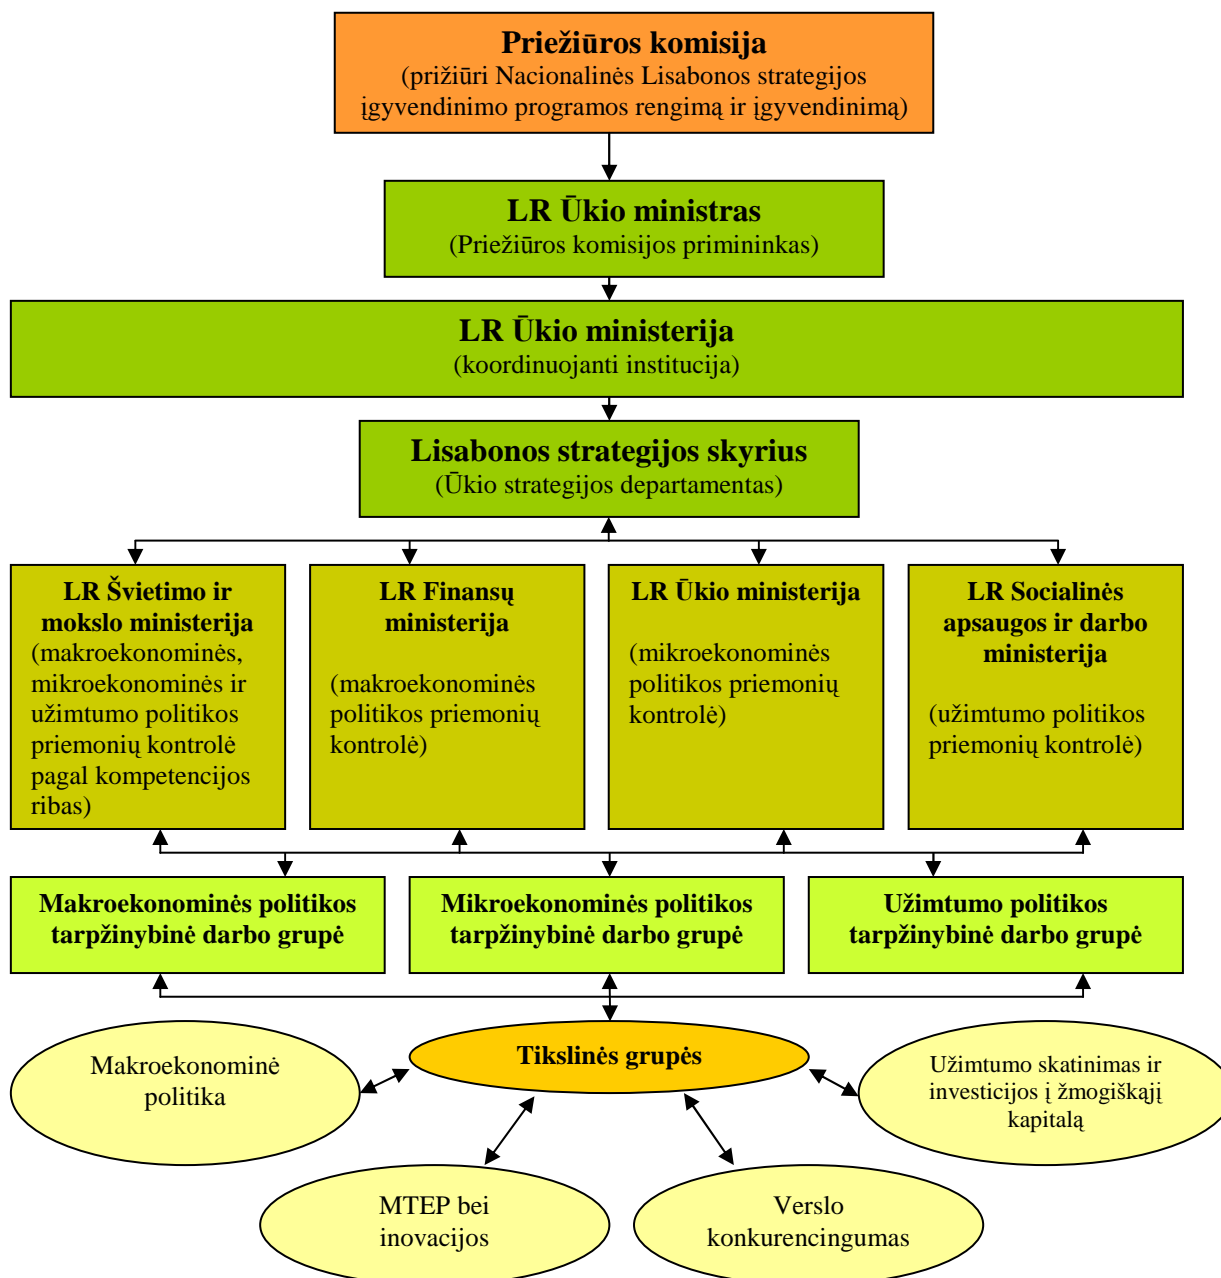 Priežiūros komisija
(prižiūri Nacionalinės Lisabonos strategijos
įgyvendinimo programos rengimą ir įgyvendinimą)
LR Ūkio ministras
(Priežiūros komisijos primininkas)
LR Ūkio ministerija
(koordinuojanti institucija)
Lisabonos strategijos skyrius
(Ūkio strategijos departamentas)
LR Švietimo ir
mokslo ministerija
(makroekonominės,
mikroekonominės ir
užimtumo politikos
priemonių kontrolė
pagal kompetencijos
ribas)
LR Finansų
ministerija
(makroekonominės
politikos priemonių
kontrolė)
LR Ūkio ministerija
(mikroekonominės
politikos priemonių
kontrolė)
LR Socialinės
apsaugos ir darbo
ministerija
(užimtumo politikos
priemonių kontrolė)
Makroekonominės politikos
tarpžinybinė darbo grupė
Mikroekonominės politikos
tarpžinybinė darbo grupė
Užimtumo politikos
tarpžinybinė darbo grupė
Tikslinės grupės
Makroekonominė
politika
Užimtumo skatinimas ir
investicijos į žmogiškąjį
kapitalą
MTEP bei
inovacijos
Verslo
konkurencingumas